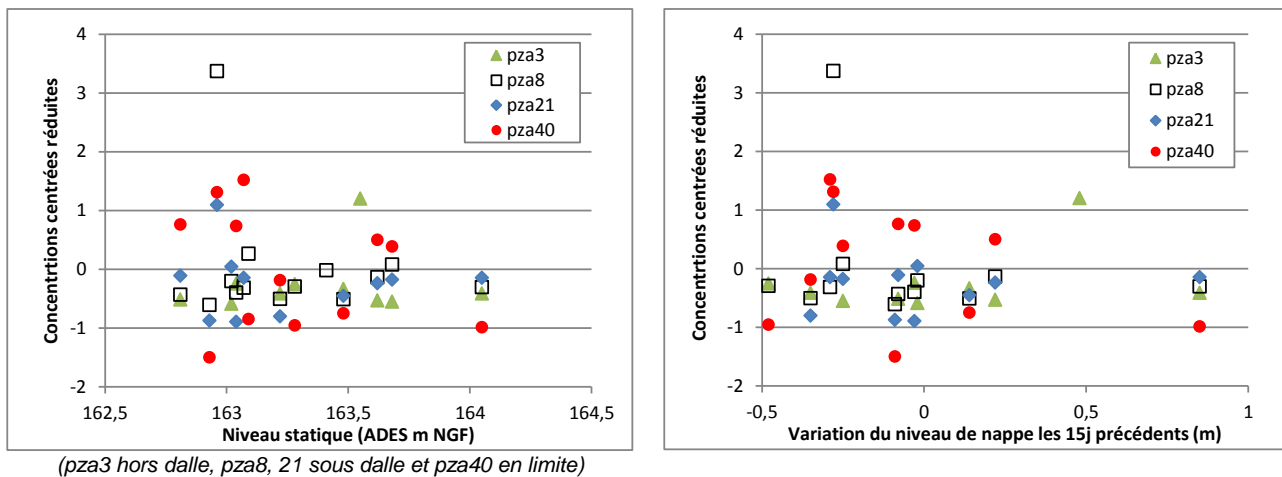 4
3
2
1
0
-1
-2
Concentrtions centrées réduites
pza3
pza8
pza21
pza40
162,5
163
163,5
164
164,5
Niveau statique (ADES m NGF)
(pza3 hors dalle, pza8, 21 sous dalle et pza40 en limite)
4
3
2
1
0
-1
-2
Concentrtions centrées réduites
pza3
pza8
pza21
pza40
-0,5
0
0,5
1
Variation du niveau de nappe les 15j précédents (m)